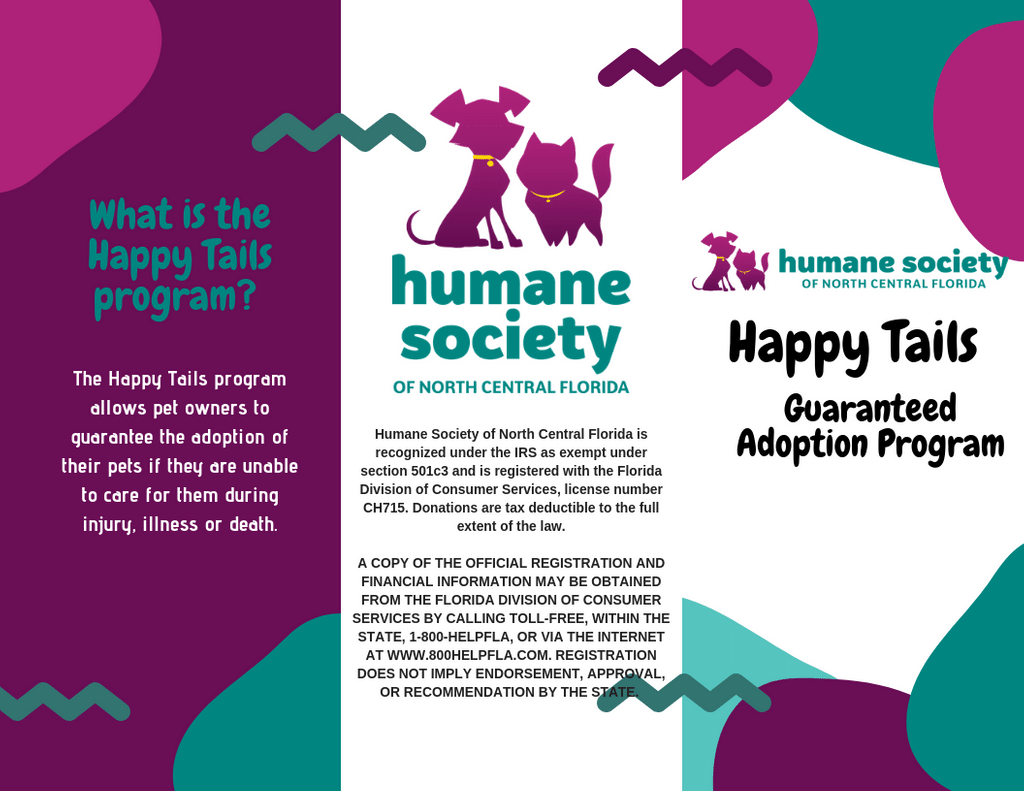 What is the
Happy Tails
program?
The Happy Tails program
allows pet owners to
guarantee the adoption of
their pets if they are unable
to care for them during
injury, illness or death.
humane
society
OF NORTH CENTRAL FLORIDA
Humane Society of North Central Florida is
recognized under the IRS as exempt under
section 501c3 and is registered with the Florida
Division of Consumer Services, license number
CH715. Donations are tax deductible to the full
extent of the law.
A COPY OF THE OFFICIAL REGISTRATION AND
FINANCIAL INFORMATION MAY BE OBTAINED
FROM THE FLORIDA DIVISION OF CONSUMER
SERVICES BY CALLING TOLL-FREE, WITHIN THE
STATE, 1-800-HELPFLA, OR VIA THE INTERNET
AT WWW.800HELPFLA.COM. REGISTRATION
DOES NOT IMPLY ENDORSEMENT, APPROVAL,
OR RECOMMENDATION BY THE STATE.
humane society
OF NORTH CENTRAL FLORIDA
Happy Tails
Guaranteed
Adoption Program